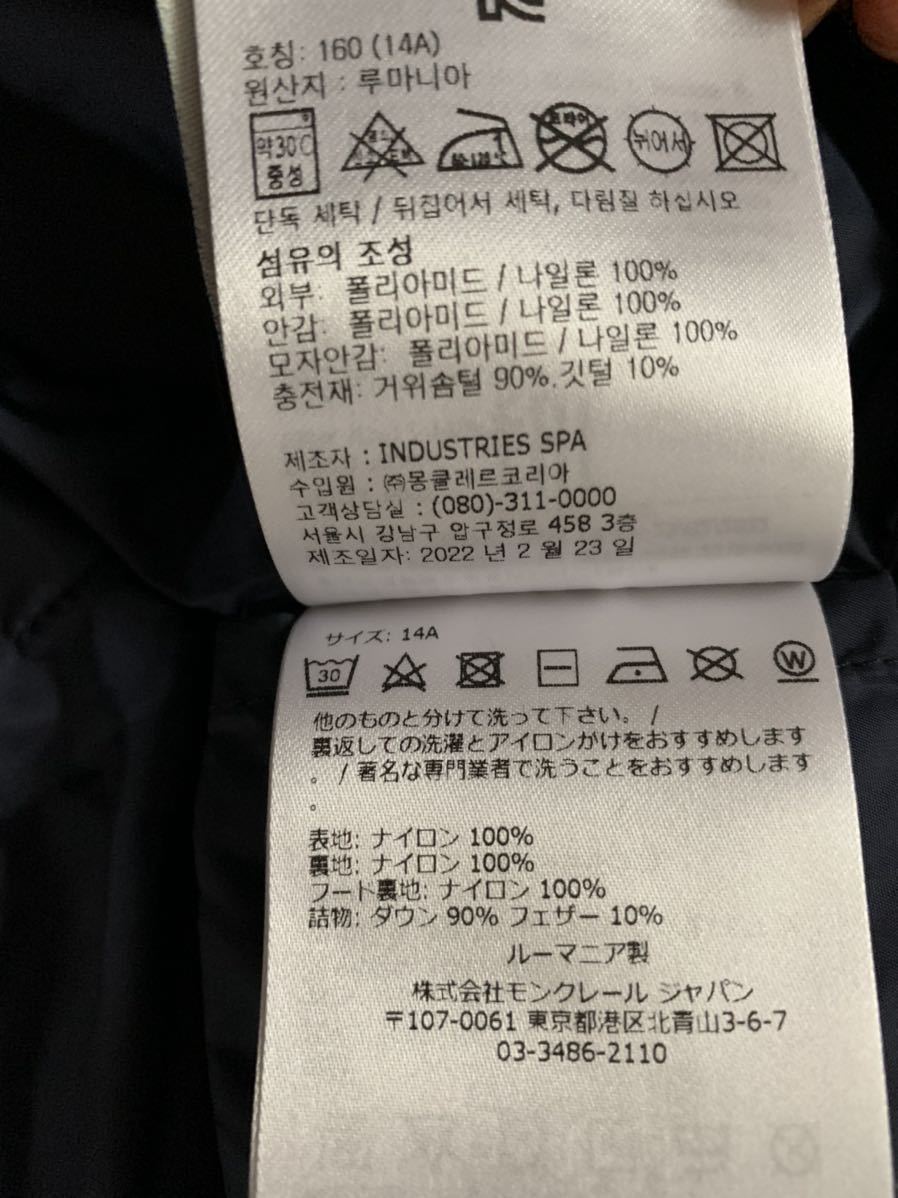 호칭: 160 (14A)
원산지 : 루마니아
약30℃
중성
드라이
80-120℃
뉘어서
단독 세탁 / 뒤집어서 세탁, 다림질 하십시오
섬유의 조성
외부: 폴리아미드 / 나일론 100%
안감: 폴리아미드 / 나일론 100%
모자안감: 폴리아미드 / 나일론 100%
충전재: 거위솜털 90%.깃털 10%
제조자 : INDUSTRIES SPA
수입원 : ㈜몽클레르코리아
고객상담실 : (080)-311-0000
서울시 강남구 압구정로 458 3층
제조일자: 2022 년 2 월 23 일
サイズ: 14A
30
W
他のものと分けて洗って下さい。 /
裏返しての洗濯とアイロンがけをおすすめします
。 / 著名な専門業者で洗うことをおすすめします
。
表地: ナイロン 100%
裏地: ナイロン 100%
フード裏地: ナイロン 100%
詰物: ダウン 90% フェザー 10%
ルーマニア製
株式会社モンクレール ジャパン
〒107-0061 東京都港区北青山3-6-7
03-3486-2110